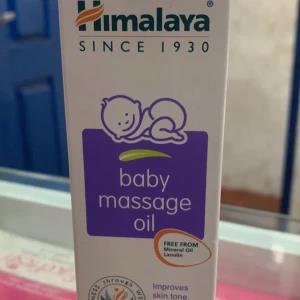 Himalaya
®
SINCE 1930
baby
massage
oil
FREE FROM
Mineral Oil
Lanolin
Improves
skin tone